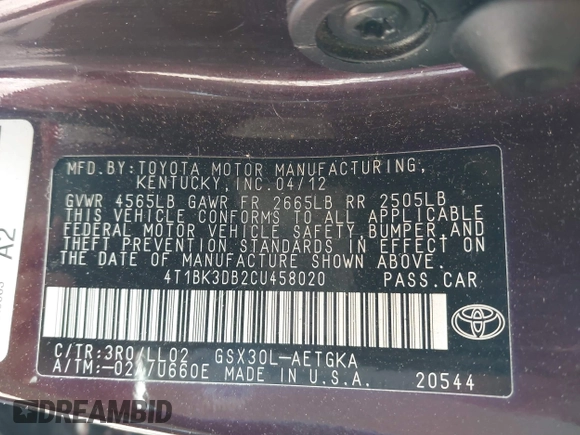 MFD.BY:TOYOTA MOTOR MANUFACTURING,
KENTUCKY,INC.04/12
GVWR 4565LB GAWR FR 2665LB RR 2505LB
THIS VEHICLE CONFORMS TO ALL APPLICABLE
FEDERAL MOTOR VEHICLE SAFETY,BUMPER,AND
THEFT PREVENTION STANDARDS IN EFFECT ON
THE DATE OF MANUFACTURE SHOWN ABOVE.
4T1BK3DB2CU458020 PASS.CAR
C/TR:3R0/LL02 GSX30L-AETGKA
A/TM:-02A/U660E MADE IN U.S.A. 20544
TOYOTA
A2
DREAMBID